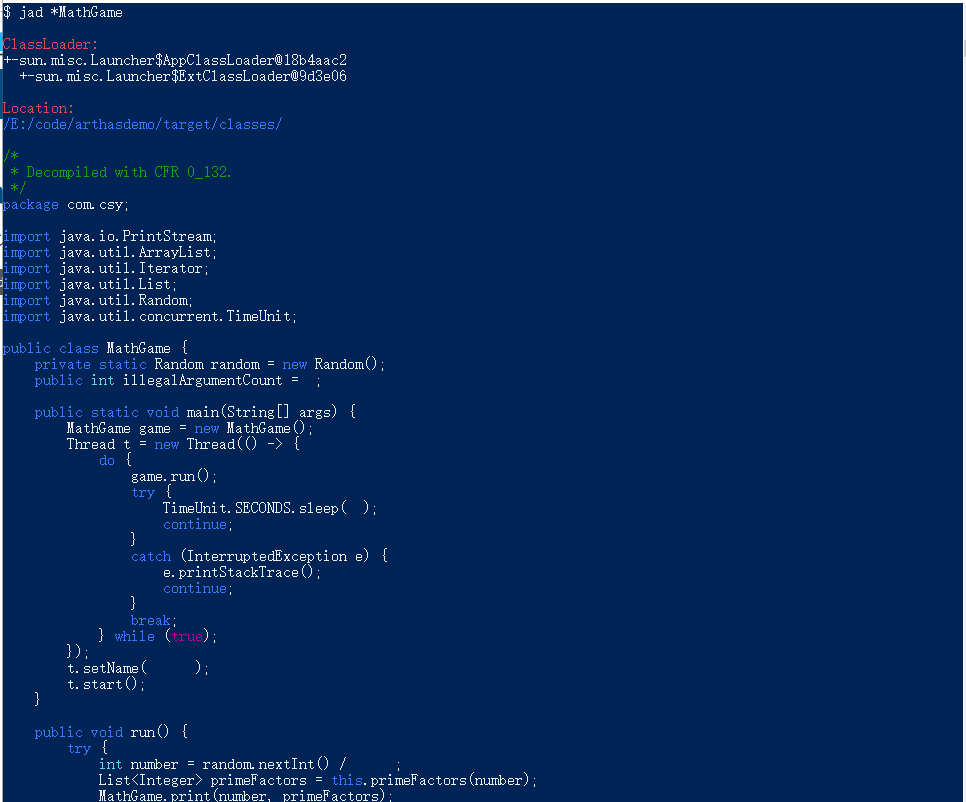 $ jad *MathGame
ClassLoader:
+-sun.misc.Launcher$AppClassLoader@18b4aac2
  +-sun.misc.Launcher$ExtClassLoader@9d3e06
Location:
/E:/code/arthasdemo/target/classes/
/*
 * Decompiled with CFR 0_132.
 */
package com.csy;
import java.io.PrintStream;
import java.util.ArrayList;
import java.util.Iterator;
import java.util.List;
import java.util.Random;
import java.util.concurrent.TimeUnit;
public class MathGame {
    private static Random random = new Random();
    public int illegalArgumentCount =  ;
    public static void main(String[] args) {
        MathGame game = new MathGame();
        Thread t = new Thread(() -> {
            do {
                game.run();
                try {
                    TimeUnit.SECONDS.sleep(  );
                    continue;
                }
                catch (InterruptedException e) {
                    e.printStackTrace();
                    continue;
                }
                break;
            } while (true);
        });
        t.setName(      );
        t.start();
    }
    public void run() {
        try {
            int number = random.nextInt() /      ;
            List<Integer> primeFactors = this.primeFactors(number);
            MathGame.print(number, primeFactors);